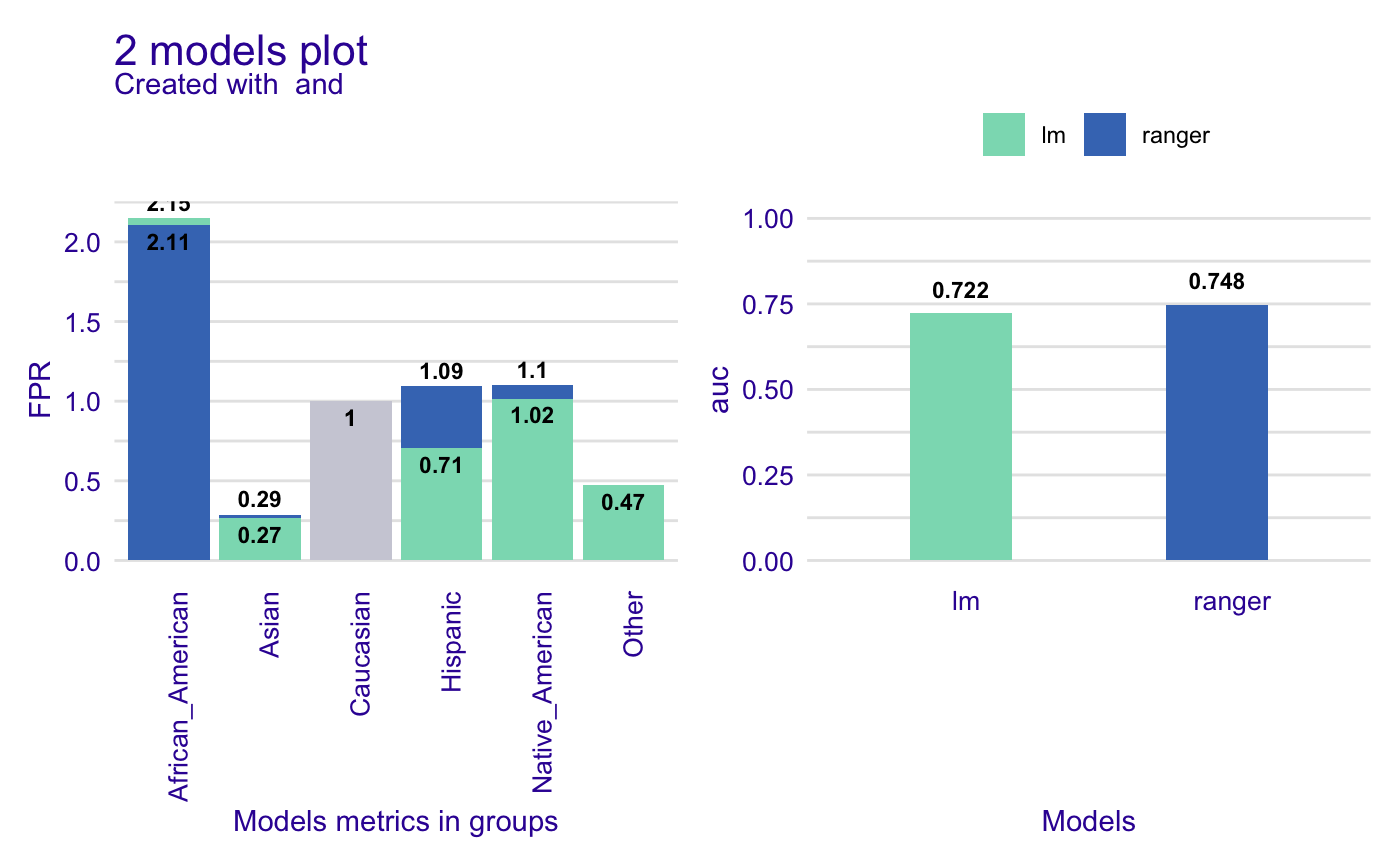 2 models plot
Created with  and
lm ranger
FPR
2.0
1.5
1.0
0.5
0.0
2.15
2.11
0.29
0.27
1
1.09
0.71
1.1
1.02
0.47
African_American
Asian
Caucasian
Hispanic
Native_American
Other
Models metrics in groups
auc
1.00
0.75
0.50
0.25
0.00
0.722
0.748
lm
ranger
Models